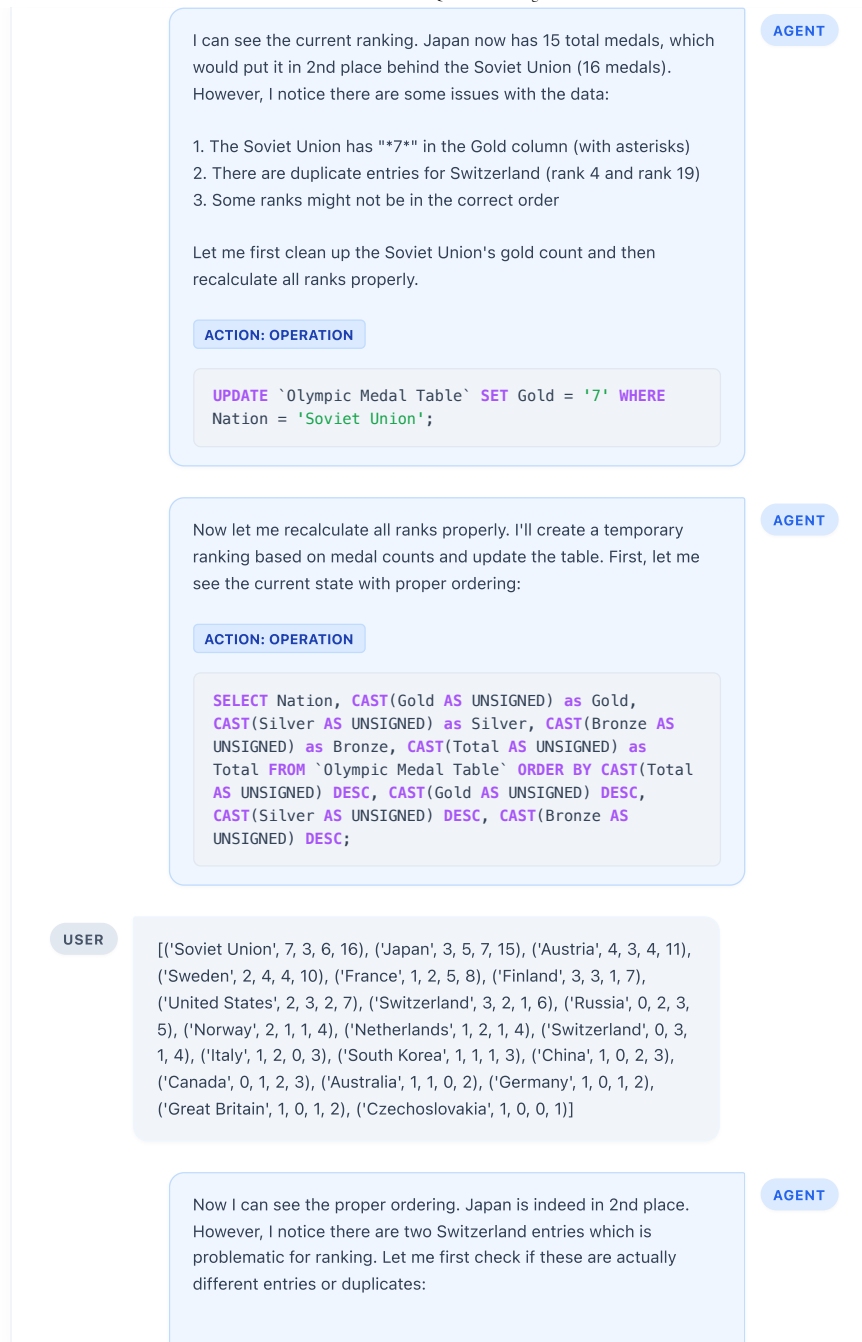 AGENT
I can see the current ranking. Japan now has 15 total medals, which
would put it in 2nd place behind the Soviet Union (16 medals).
However, I notice there are some issues with the data:
1. The Soviet Union has "*7*" in the Gold column (with asterisks)
2. There are duplicate entries for Switzerland (rank 4 and rank 19)
3. Some ranks might not be in the correct order
Let me first clean up the Soviet Union's gold count and then
recalculate all ranks properly.
ACTION: OPERATION
UPDATE `Olympic Medal Table` SET Gold = '7' WHERE
Nation = 'Soviet Union';
AGENT
Now let me recalculate all ranks properly. I'll create a temporary
ranking based on medal counts and update the table. First, let me
see the current state with proper ordering:
ACTION: OPERATION
SELECT Nation, CAST(Gold AS UNSIGNED) as Gold,
CAST(Silver AS UNSIGNED) as Silver, CAST(Bronze AS
UNSIGNED) as Bronze, CAST(Total AS UNSIGNED) as
Total FROM `Olympic Medal Table` ORDER BY CAST(Total
AS UNSIGNED) DESC, CAST(Gold AS UNSIGNED) DESC,
CAST(Silver AS UNSIGNED) DESC, CAST(Bronze AS
UNSIGNED) DESC;
USER
[('Soviet Union', 7, 3, 6, 16), ('Japan', 3, 5, 7, 15), ('Austria', 4, 3, 4, 11),
('Sweden', 2, 4, 4, 10), ('France', 1, 2, 5, 8), ('Finland', 3, 3, 1, 7),
('United States', 2, 3, 2, 7), ('Switzerland', 3, 2, 1, 6), ('Russia', 0, 2, 3,
5), ('Norway', 2, 1, 1, 4), ('Netherlands', 1, 2, 1, 4), ('Switzerland', 0, 3,
1, 4), ('Italy', 1, 2, 0, 3), ('South Korea', 1, 1, 1, 3), ('China', 1, 0, 2, 3),
('Canada', 0, 1, 2, 3), ('Australia', 1, 1, 0, 2), ('Germany', 1, 0, 1, 2),
('Great Britain', 1, 0, 1, 2), ('Czechoslovakia', 1, 0, 0, 1)]
AGENT
Now I can see the proper ordering. Japan is indeed in 2nd place.
However, I notice there are two Switzerland entries which is
problematic for ranking. Let me first check if these are actually
different entries or duplicates: